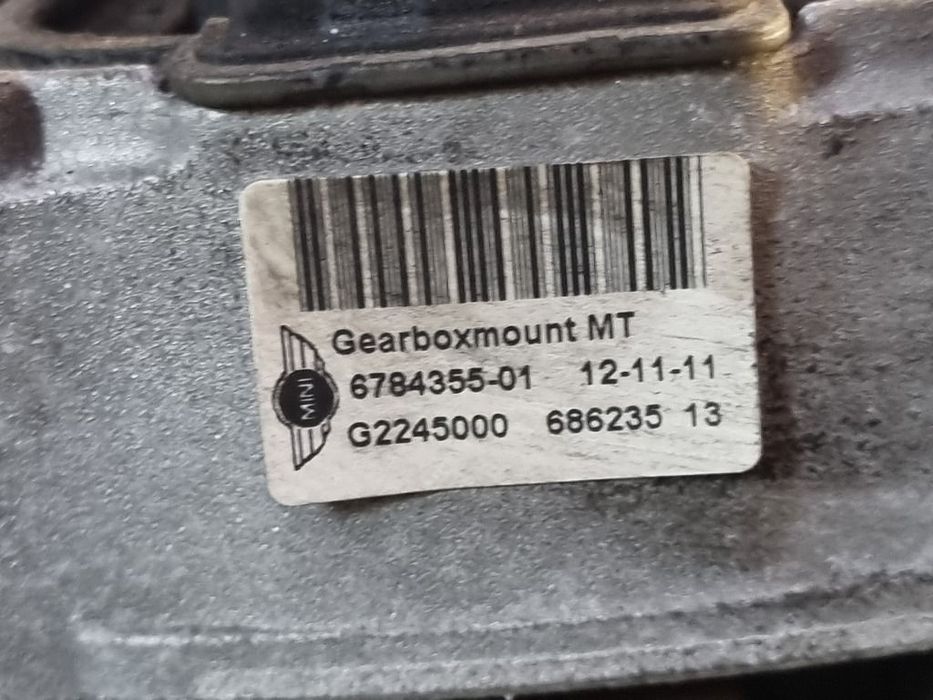 Gearboxmount MT
6784355-01 12-11-11
MINI
G2245000 686235 13